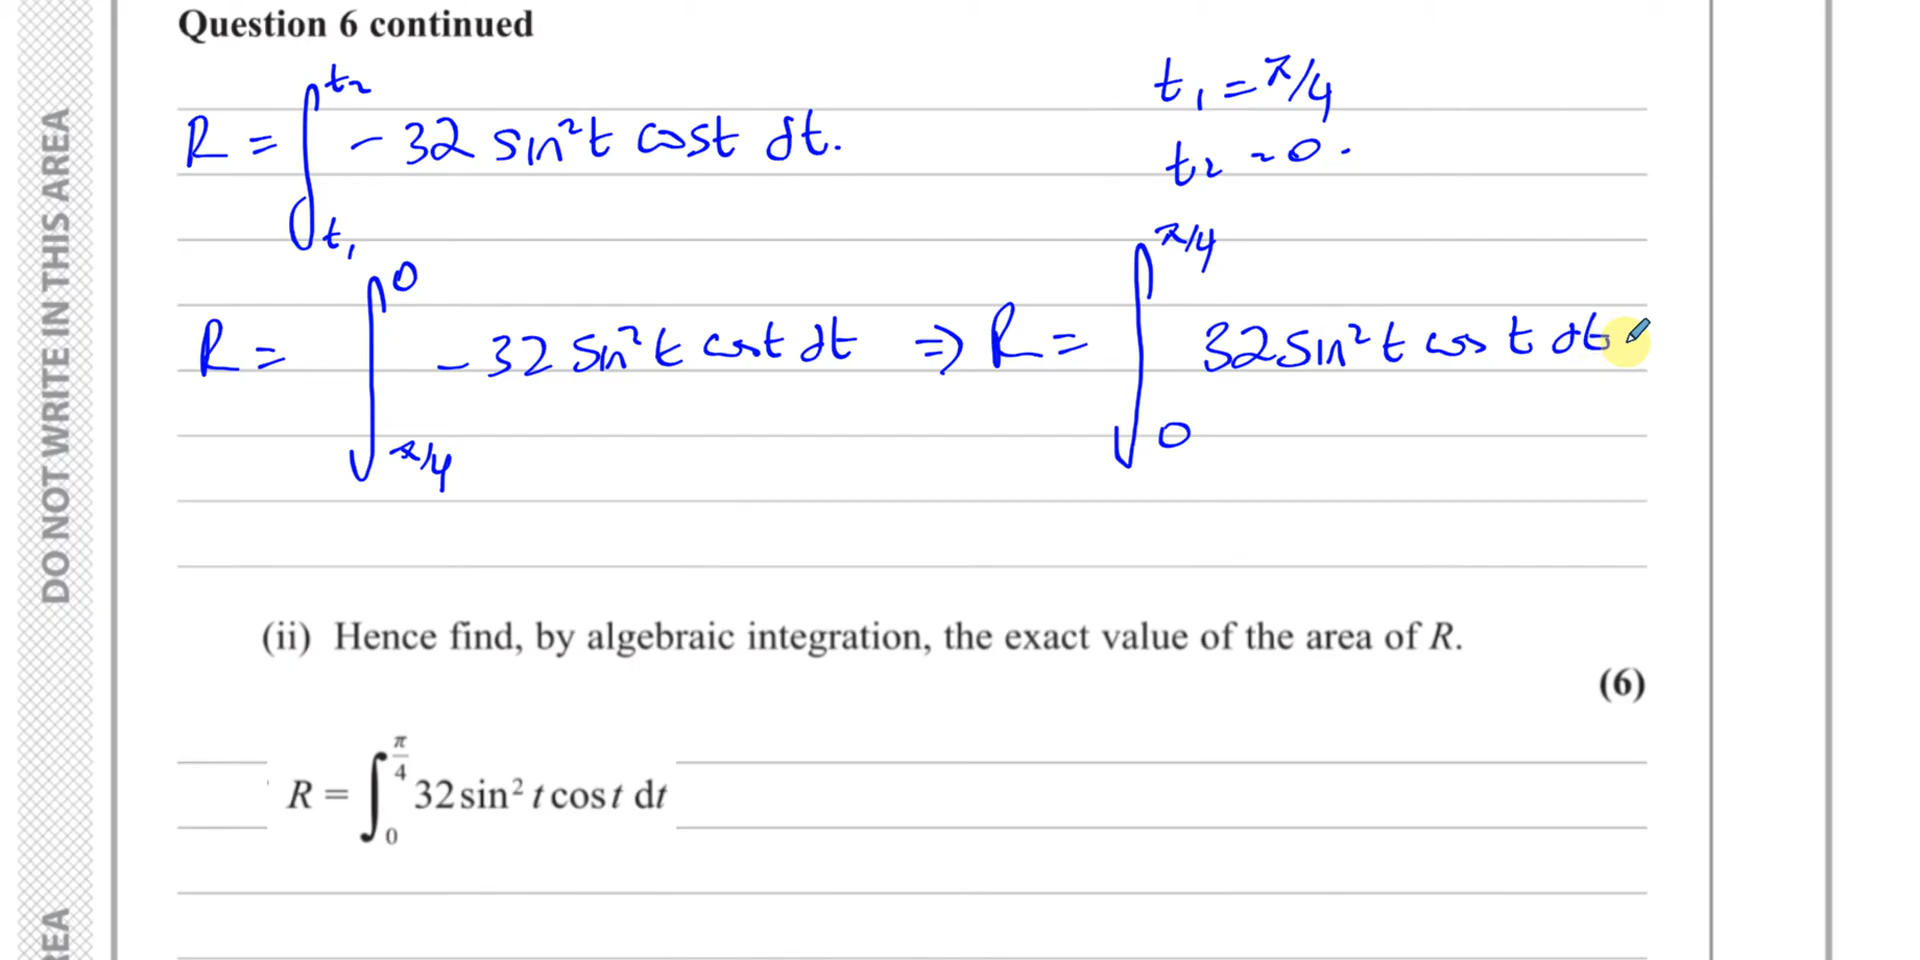 Question 6 continued
R = ∫_{t₁}^{t₂} − 32 sin²t cost dt.
t₁ = π/4
t₂ = 0.
R = ∫_{π/4}^{0} − 32 sin²t cost dt ⇒ R = ∫_{0}^{π/4} 32 sin²t cos t dt
(ii) Hence find, by algebraic integration, the exact value of the area of R.
(6)
R = ∫_{0}^{π/4} 32 sin² t cos t dt
DO NOT WRITE IN THIS AREA
REA